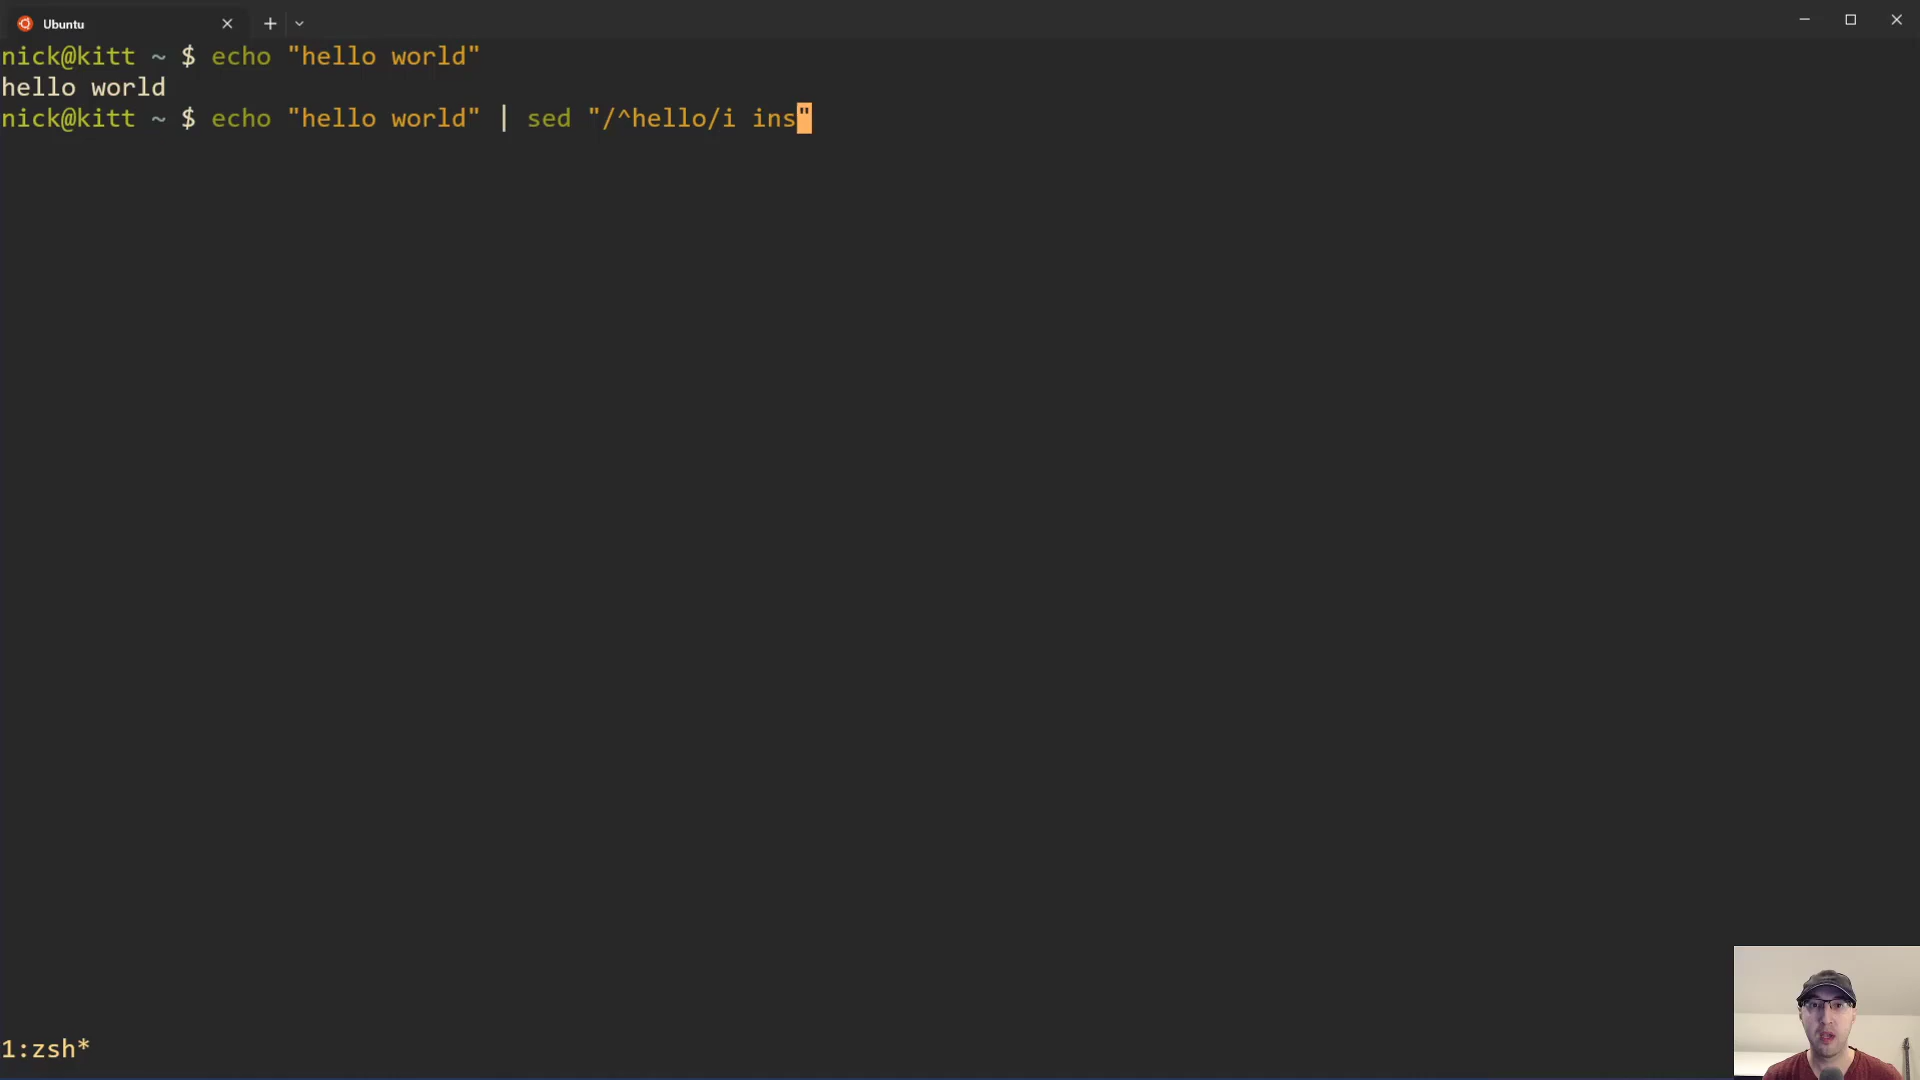 Ubuntu
nick@kitt ~ $ echo "hello world"
hello world
nick@kitt ~ $ echo "hello world" | sed "/^hello/i ins"
1:zsh*